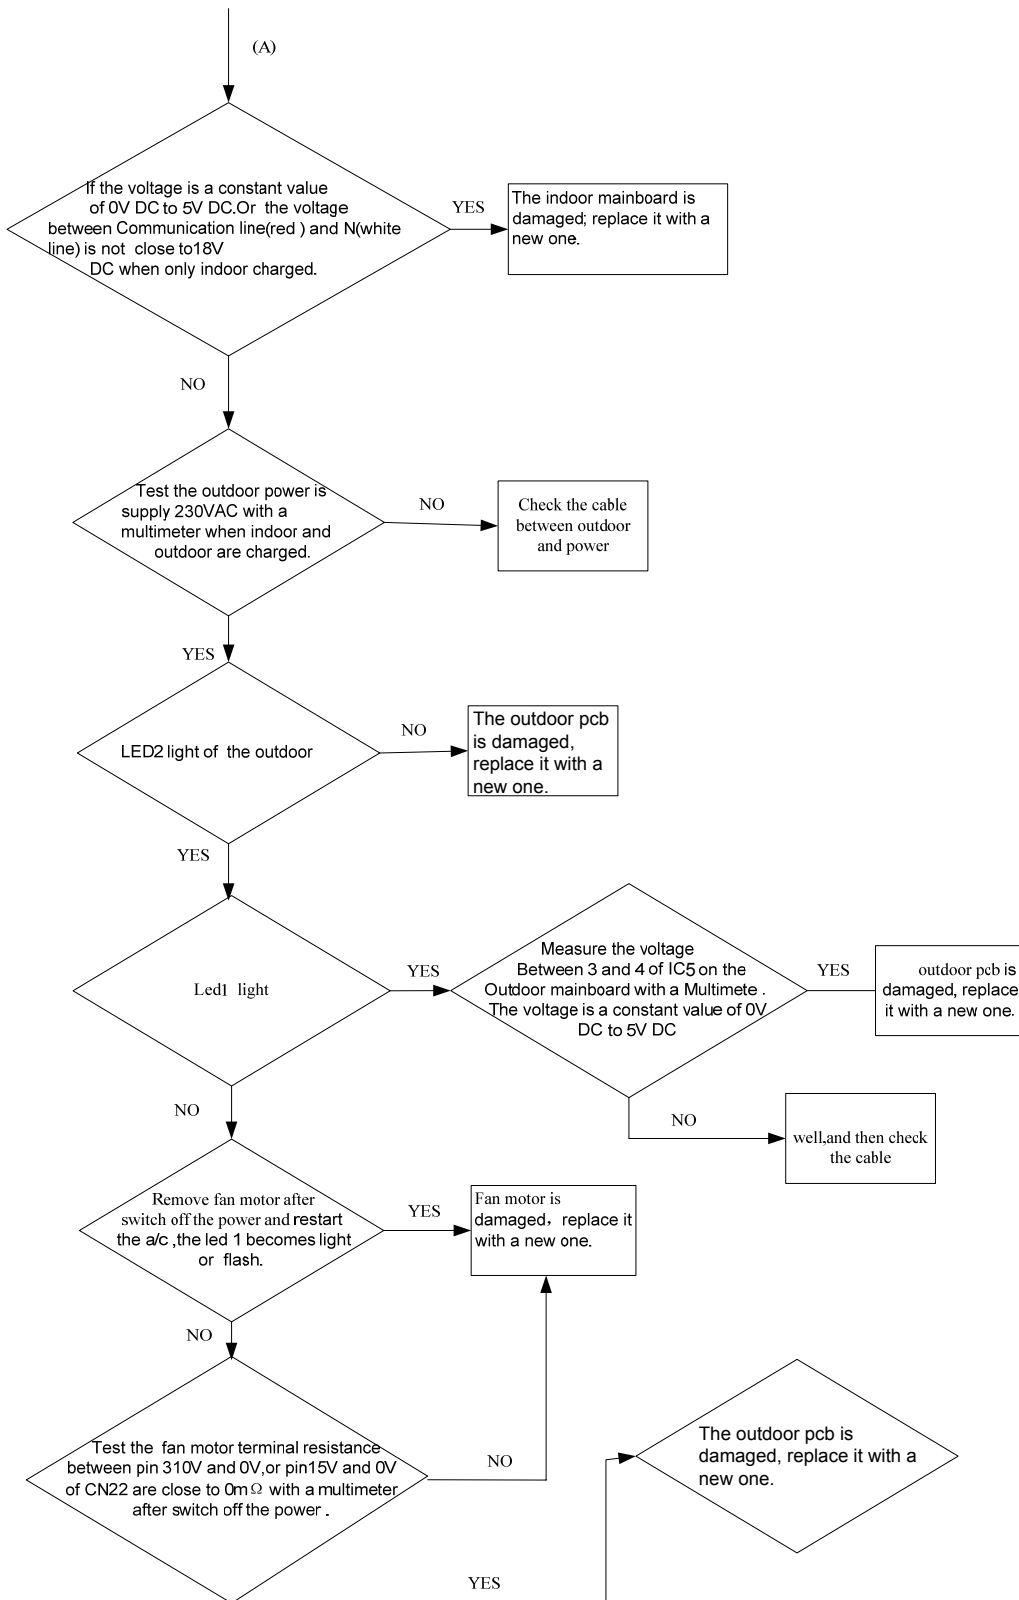 (A)
If the voltage is a constant value
of 0V DC to 5V DC.Or the voltage
between Communication line(red ) and N(white
line) is not close to18V
DC when only indoor charged.
YES
The indoor mainboard is
damaged; replace it with a
new one.
NO
Test the outdoor power is
supply 230VAC with a
multimeter when indoor and
outdoor are charged.
NO
Check the cable
between outdoor
and power
YES
LED2 light of the outdoor
NO
The outdoor pcb
is damaged,
replace it with a
new one.
YES
Led1 light
YES
Measure the voltage
Between 3 and 4 of IC5 on the
Outdoor mainboard with a Multimete .
The voltage is a constant value of 0V
DC to 5V DC
YES
outdoor pcb is
damaged, replace
it with a new one.
NO
well,and then check
the cable
NO
Remove fan motor after
switch off the power and restart
the a/c ,the led 1 becomes light
or flash.
YES
Fan motor is
damaged, replace it
with a new one.
NO
Test the fan motor terminal resistance
between pin 310V and 0V,or pin15V and 0V
of CN22 are close to 0mΩ with a multimeter
after switch off the power .
NO
The outdoor pcb is
damaged, replace it with a
new one.
YES